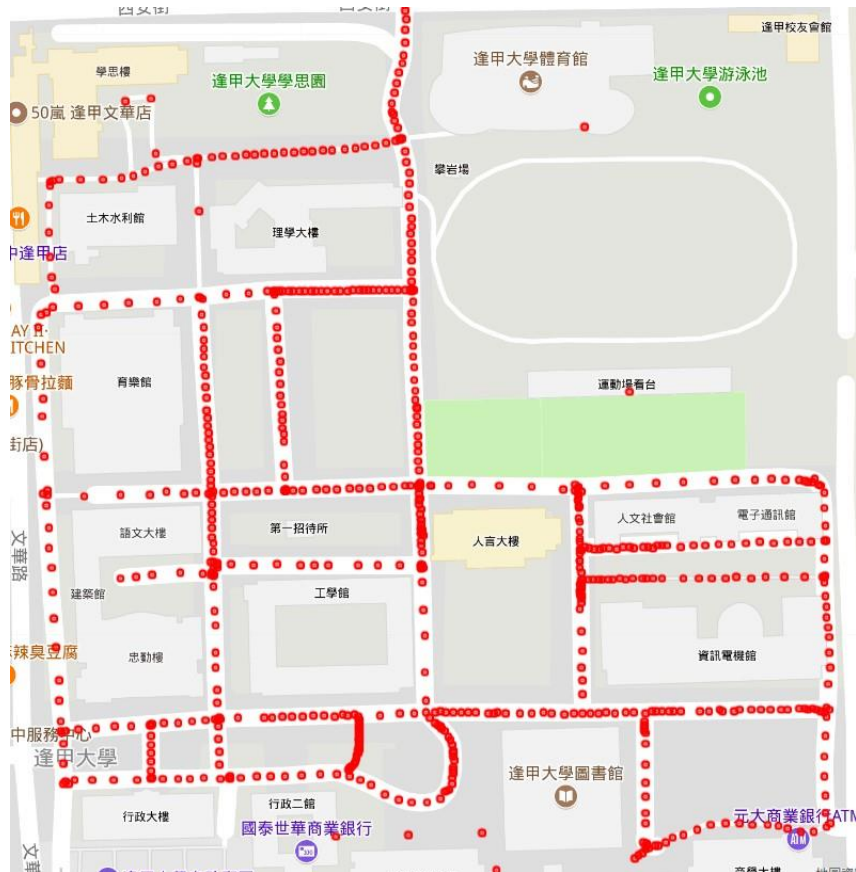 逢甲校友會館
學思樓
逢甲大學體育館
逢甲大學學思園
逢甲大學游泳池
50嵐 逢甲文華店
攀岩場
土木水利館
理學大樓
中逢甲店
ITCHEN
豚骨拉麵
育樂館
運動場看台
街店)
語文大樓
第一招待所
人言大樓
人文社會館
電子通訊館
文華路
建築館
工學館
忠勤樓
資訊電機館
辣臭豆腐
中服務中心
逢甲大學
逢甲大學圖書館
行政大樓
行政二館
元大商業銀行ATM
國泰世華商業銀行
ATM